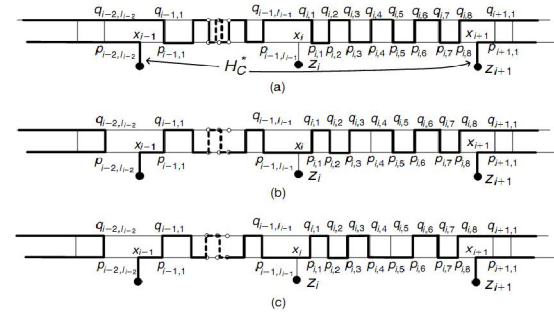 q_{i−2,l_{i−2}} q_{i−1,1} q_{i−1,l_{i−1}} q_{i,1} q_{i,2} q_{i,3} q_{i,4} q_{i,5} q_{i,6} q_{i,7} q_{i,8} q_{i+1,1}
x_{i−1} x_i x_{i+1}
p_{i−2,l_{i−2}} p_{i−1,1} p_{i−1,l_{i−1}} p_{i,1} p_{i,2} p_{i,3} p_{i,4} p_{i,5} p_{i,6} p_{i,7} p_{i,8} p_{i+1,1}
H_C^* z_i z_{i+1}
(a)
q_{i−2,l_{i−2}} q_{i−1,1} q_{i−1,l_{i−1}} q_{i,1} q_{i,2} q_{i,3} q_{i,4} q_{i,5} q_{i,6} q_{i,7} q_{i,8} q_{i+1,1}
x_{i−1} x_i x_{i+1}
p_{i−2,l_{i−2}} p_{i−1,1} p_{i−1,l_{i−1}} p_{i,1} p_{i,2} p_{i,3} p_{i,4} p_{i,5} p_{i,6} p_{i,7} p_{i,8} p_{i+1,1}
z_i z_{i+1}
(b)
q_{i−2,l_{i−2}} q_{i−1,1} q_{i−1,l_{i−1}} q_{i,1} q_{i,2} q_{i,3} q_{i,4} q_{i,5} q_{i,6} q_{i,7} q_{i,8} q_{i+1,1}
x_{i−1} x_i x_{i+1}
p_{i−2,l_{i−2}} p_{i−1,1} p_{i−1,l_{i−1}} p_{i,1} p_{i,2} p_{i,3} p_{i,4} p_{i,5} p_{i,6} p_{i,7} p_{i,8} p_{i+1,1}
z_i z_{i+1}
(c)